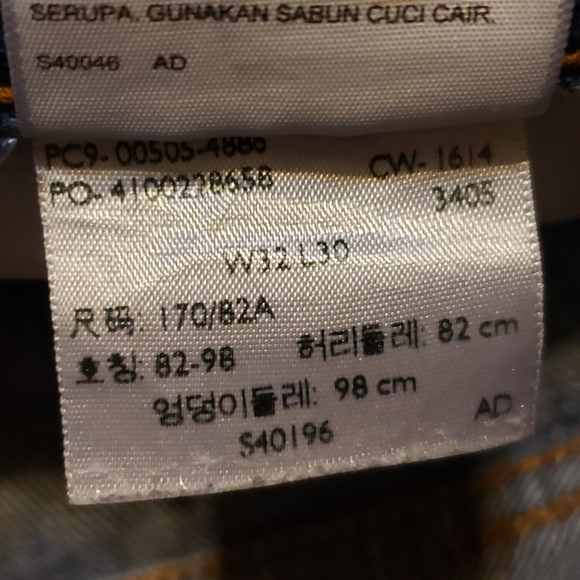 SERUPA. GUNAKAN SABUN CUCI CAIR.
S40046 AD
PC9-00505-4886
PO-4100228658
CW-1614
3405
W32 L30
尺码: 170/82A
호칭: 82-98
허리둘레: 82 cm
엉덩이둘레: 98 cm
AD
S40196